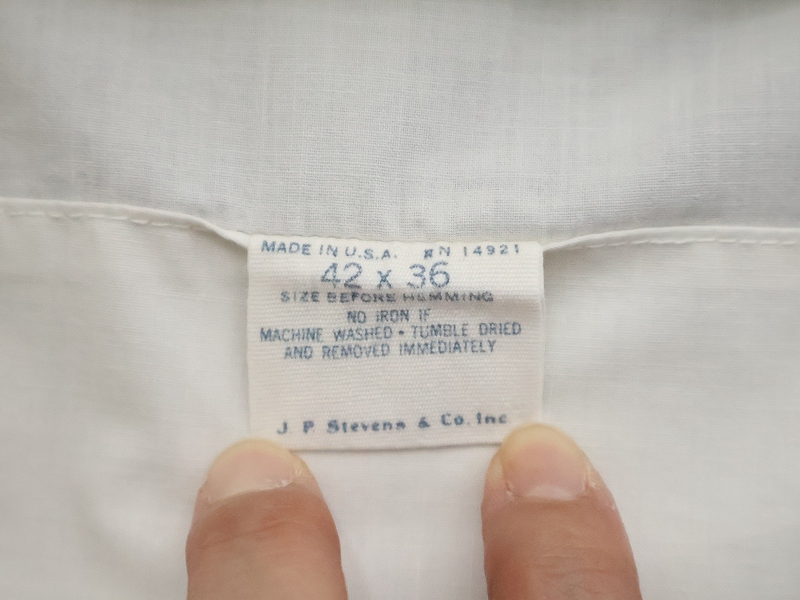 MADE IN U.S.A. RN 14921
42 x 36
SIZE BEFORE HEMMING
NO IRON IF
MACHINE WASHED • TUMBLE DRIED
AND REMOVED IMMEDIATELY
J. P. Stevens & Co. Inc